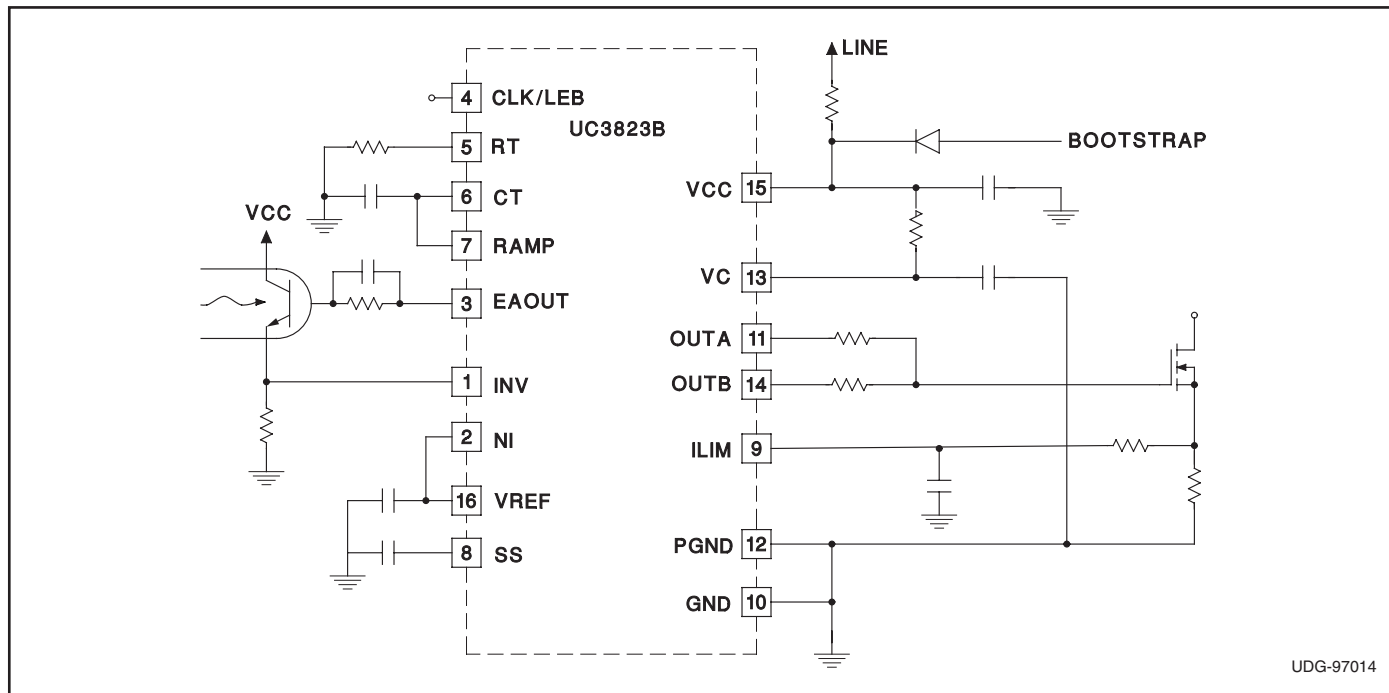 LINE
4 CLK/LEB
UC3823B
5 RT
BOOTSTRAP
VCC 15
6 CT
VCC
7 RAMP
VC 13
3 EAOUT
OUTA 11
1 INV
OUTB 14
2 NI
ILIM 9
16 VREF
PGND 12
8 SS
GND 10
UDG-97014